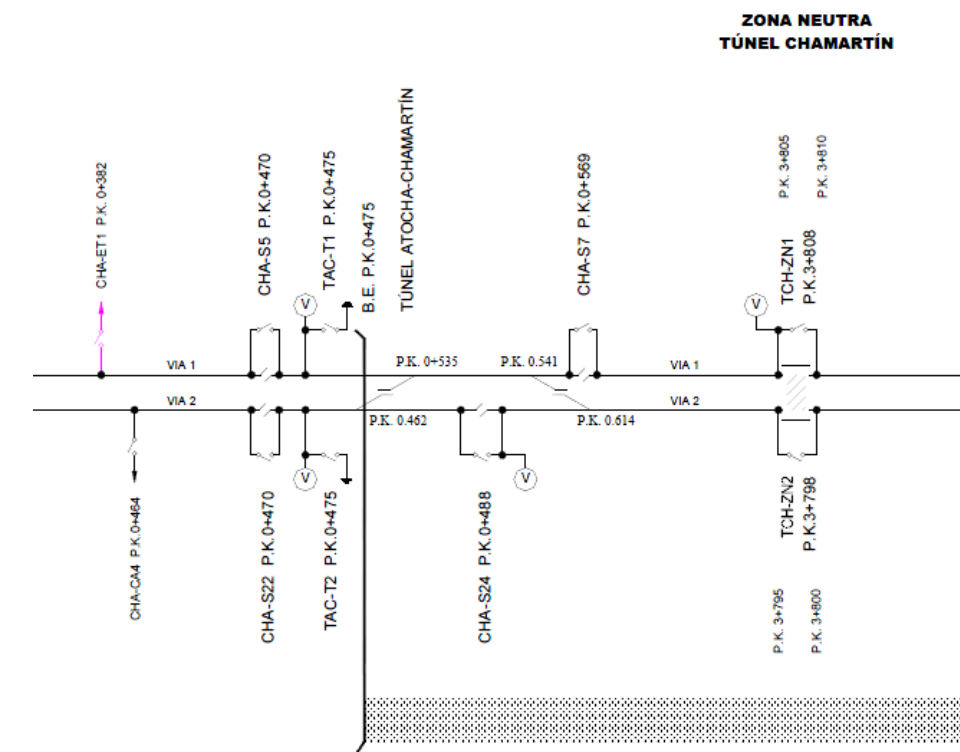 ZONA NEUTRA
TÚNEL CHAMARTÍN
CHA-ET1 P.K. 0+382
CHA-S5 P.K.0+470
TAC-T1 P.K.0+475
B.E. P.K.0+475
TÚNEL ATOCHA-CHAMARTÍN
CHA-S7 P.K.0+569
P.K. 3+805
P.K. 3+810
TCH-ZN1
P.K.3+808
V
V
VIA 1
P.K. 0+535
P.K. 0.541
VIA 1
VIA 2
P.K. 0.462
P.K. 0.614
VIA 2
V
V
CHA-CA4 P.K.0+464
CHA-S22 P.K.0+470
TAC-T2 P.K.0+475
CHA-S24 P.K.0+488
TCH-ZN2
P.K.3+798
P.K. 3+795
P.K. 3+800